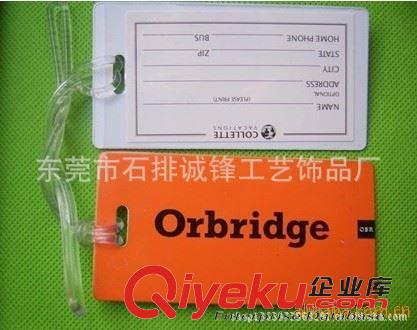 HOME PHONE
BUS
STATE
ZIP
CITY
ADDRESS
OPTIONAL
NAME
(PLEASE PRINT)
COLLETTE
VACATIONS
东莞市石排诚锋工艺饰品厂
Orbridge
OBR
Qiyeku.com
企业库